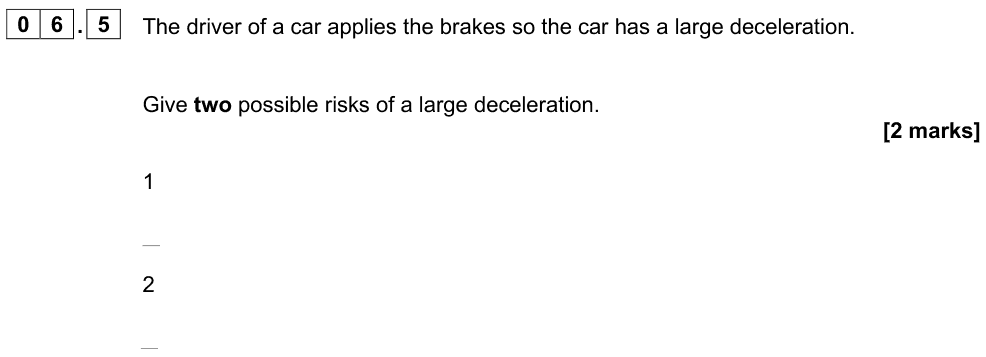 0 6 . 5 The driver of a car applies the brakes so the car has a large deceleration.
Give two possible risks of a large deceleration.
[2 marks]
1
2